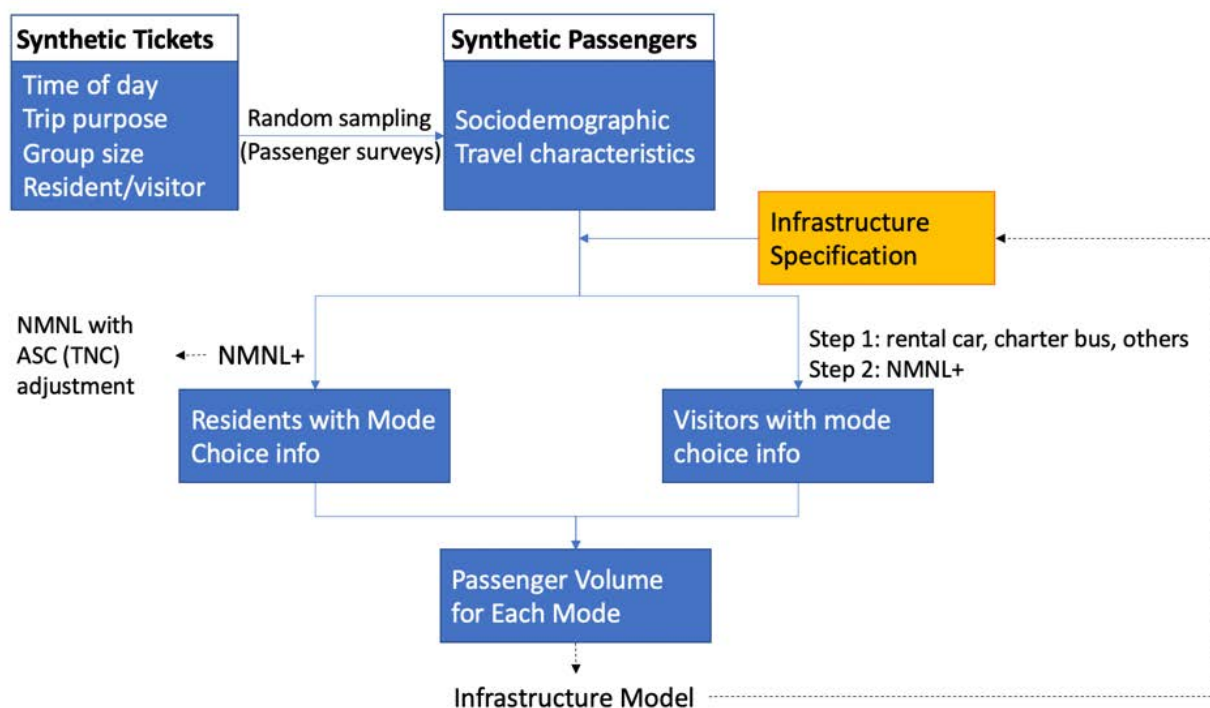 Synthetic Tickets
Time of day
Trip purpose
Group size
Resident/visitor
Random sampling
(Passenger surveys)
Synthetic Passengers
Sociodemographic
Travel characteristics
Infrastructure
Specification
NMNL with
ASC (TNC)
adjustment
NMNL+
Step 1: rental car, charter bus, others
Step 2: NMNL+
Residents with Mode
Choice info
Visitors with mode
choice info
Passenger Volume
for Each Mode
Infrastructure Model